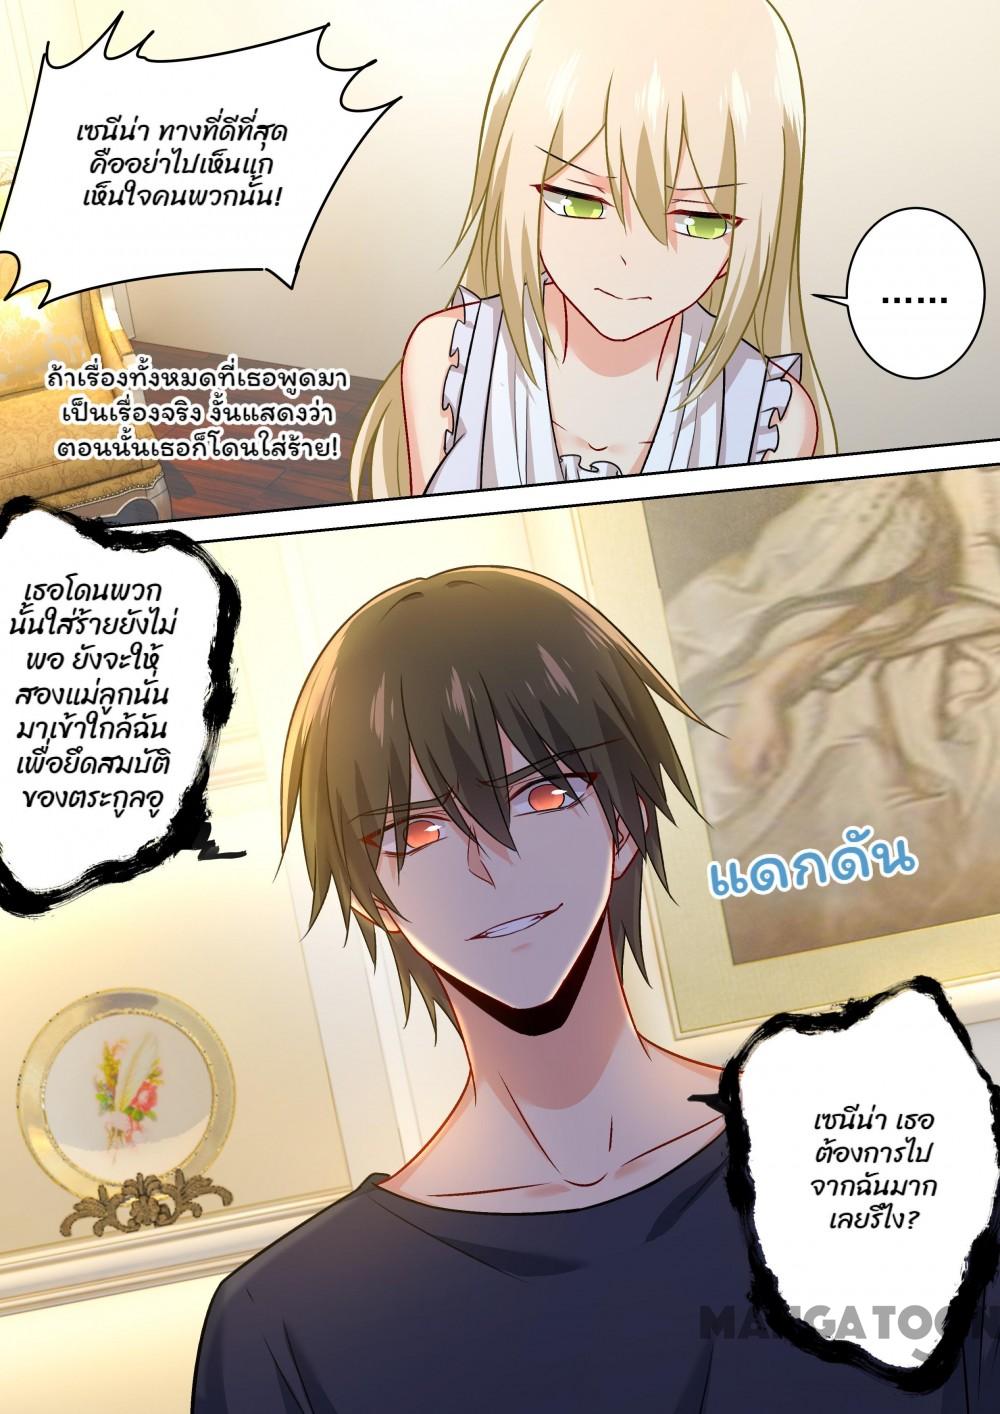 เซนีน่า ทางที่ดีที่สุด
คืออย่าไปเห็นแก
เห็นใจคนพวกนั้น!
......
ถ้าเรื่องทั้งหมดที่เธอพูดมา
เป็นเรื่องจริง งั้นแสดงว่า
ตอนนั้นเธอก็โดนใส่ร้าย!
เธอโดนพวก
นั้นใส่ร้ายยังไม่
พอ ยังจะให้
สองแม่ลูกนั่น
มาเข้าใกล้ฉัน
เพื่อยึดสมบัติ
ของตระกูลอู
แดกดัน
เซนีน่า เธอ
ต้องการไป
จากฉันมาก
เลยรึไง?
MANGATOON